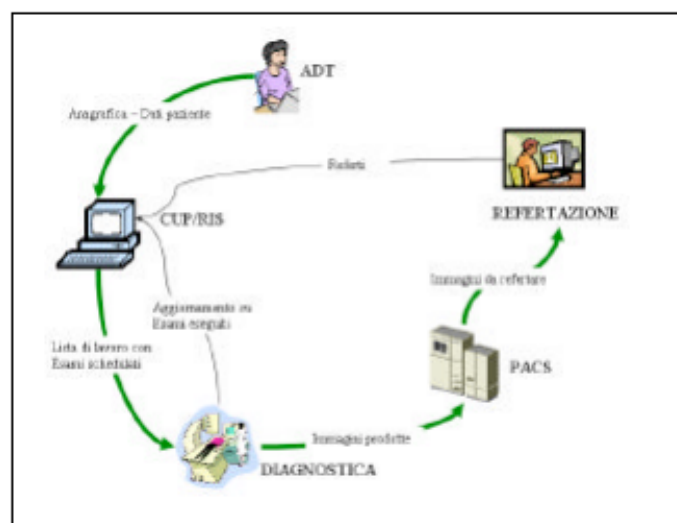 ADT
Anagrafica – Dati paziente
Referti
CUP/RIS
REFERTAZIONE
Immagini da refertare
Aggiornamento su
Esami eseguiti
Lista di lavoro con
Esami schedulati
PACS
Immagini prodotte
DIAGNOSTICA